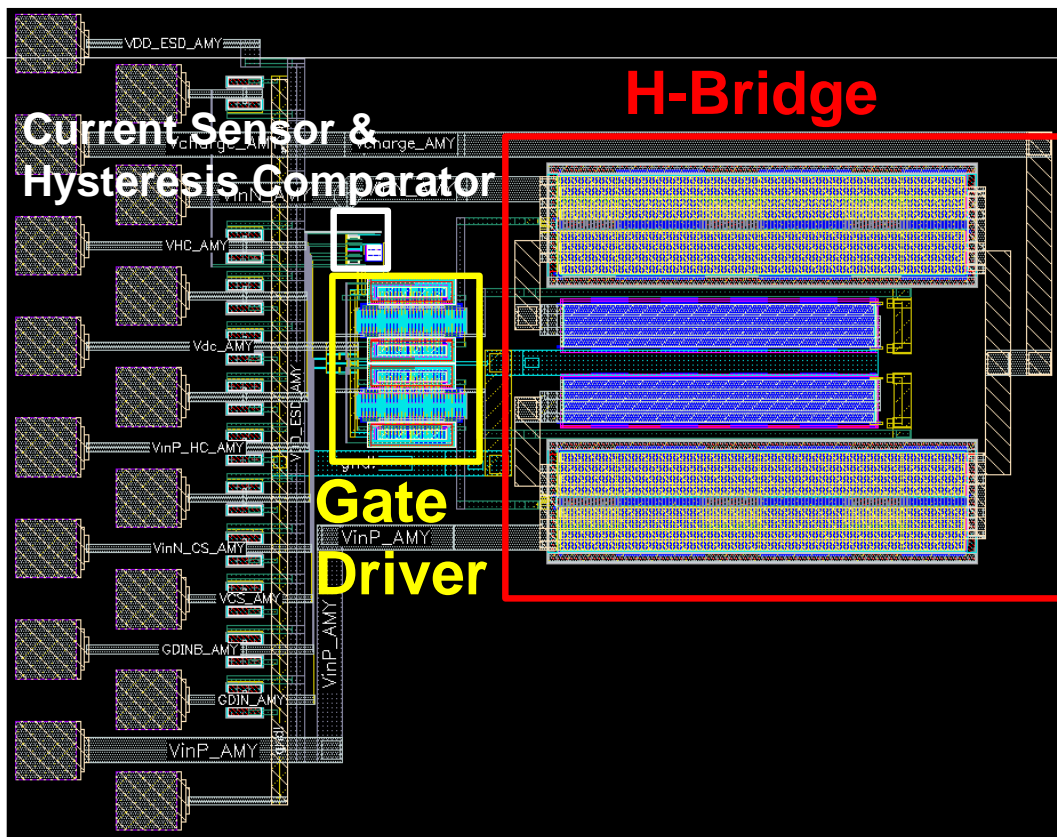 VDD_ESD_AMY
H-Bridge
Current Sensor &
Vcharge_AMY
Vcharge_AMY
Hysteresis Comparator
VinN_AMY
VHC_AMY
Vdc_AMY
VinP_HC_AMY
gnd!
Gate
VinP_AMY
VinN_CS_AMY
Driver
VCS_AMY
VinP_AMY
GDINB_AMY
GDIN_AMY
VinP_AMY